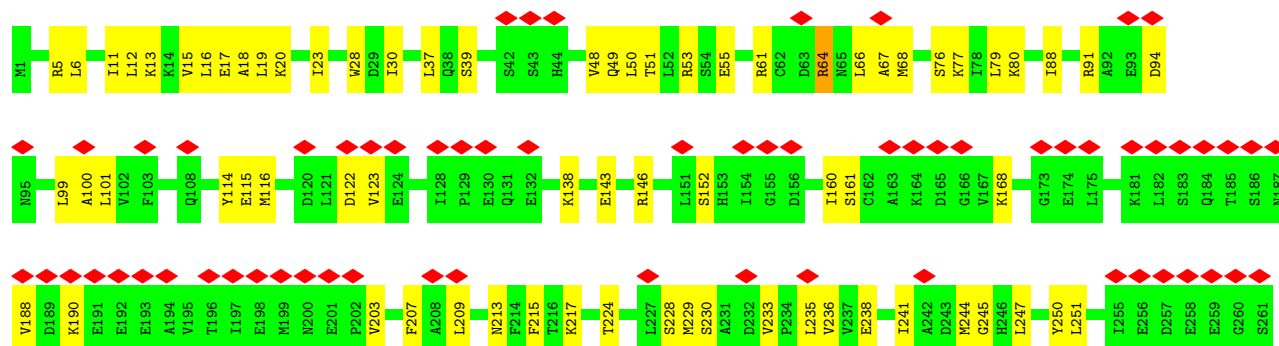 M1 R5 L6 I11 L12 K13 K14 V15 L16 E17 A18 L19 K20 I23 W28 D29 I30 L37 Q38 S39 S42 S43 H44 V48 Q49 L50 T51 L52 R53 S54 E55 R61 C62 D63 R64 N65 L66 A67 M68 S76 K77 I78 L79 K80 I88 R91 A92 E93 D94
N95 L99 A100 L101 V102 F103 Q108 Y114 E115 M116 D120 L121 D122 V123 E124 I128 P129 E130 Q131 E132 K138 E143 R146 L151 S152 H153 I154 G155 D156 I160 S161 C162 A163 K164 D165 G166 V167 K168 G173 E174 L175 K181 L182 S183 Q184 T185 S186 N187
V188 D189 K190 E191 E192 E193 A194 V195 T196 I197 E198 M199 N200 E201 P202 V203 F207 A208 L209 N213 F214 F215 T216 K217 T224 L227 S228 M229 S230 A231 D232 V233 P234 L235 V236 V237 E238 I241 A242 D243 M244 G245 H246 L247 Y250 L251 I255 E256 D257 E258 E259 G260 S261